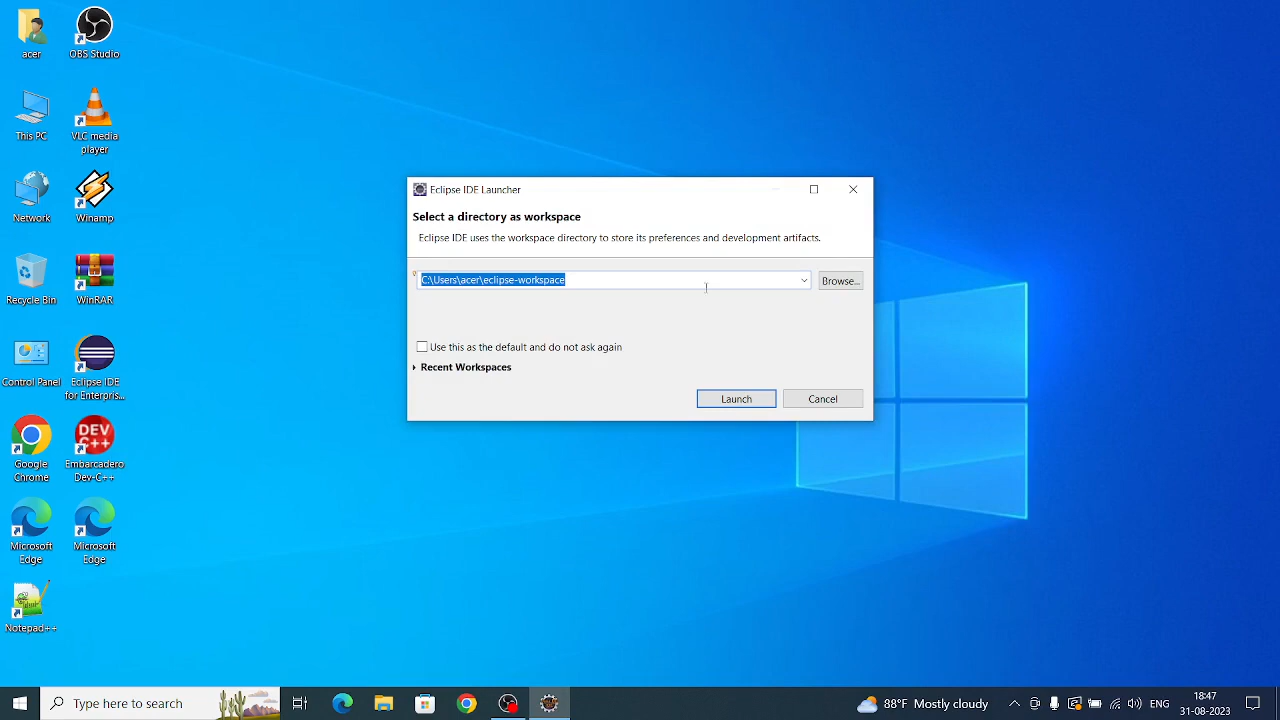 acer
OBS Studio
This PC
VLC media
player
Network
Winamp
Recycle Bin
WinRAR
Control Panel
Eclipse IDE
for Enterpris...
Google
Chrome
DEV
C++
Embarcadero
Dev-C++
Microsoft
Edge
Microsoft
Edge
Notepad++
Eclipse IDE Launcher
Select a directory as workspace
Eclipse IDE uses the workspace directory to store its preferences and development artifacts.
C:\Users\acer\eclipse-workspace
Browse...
Use this as the default and do not ask again
Recent Workspaces
Launch
Cancel
Type here to search
88°F Mostly cloudy
18:47
31-08-2023